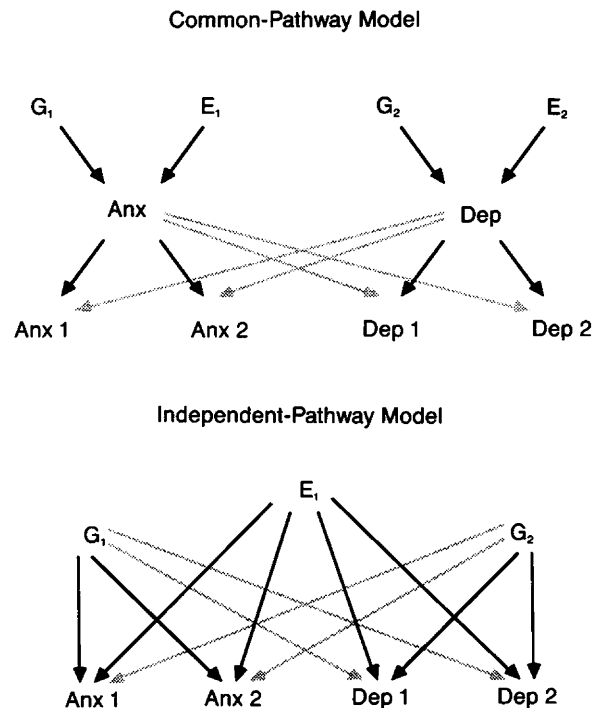 Common-Pathway Model
G₁ E₁ G₂ E₂
Anx Dep
Anx 1 Anx 2 Dep 1 Dep 2
Independent-Pathway Model
E₁
G₁ G₂
Anx 1 Anx 2 Dep 1 Dep 2